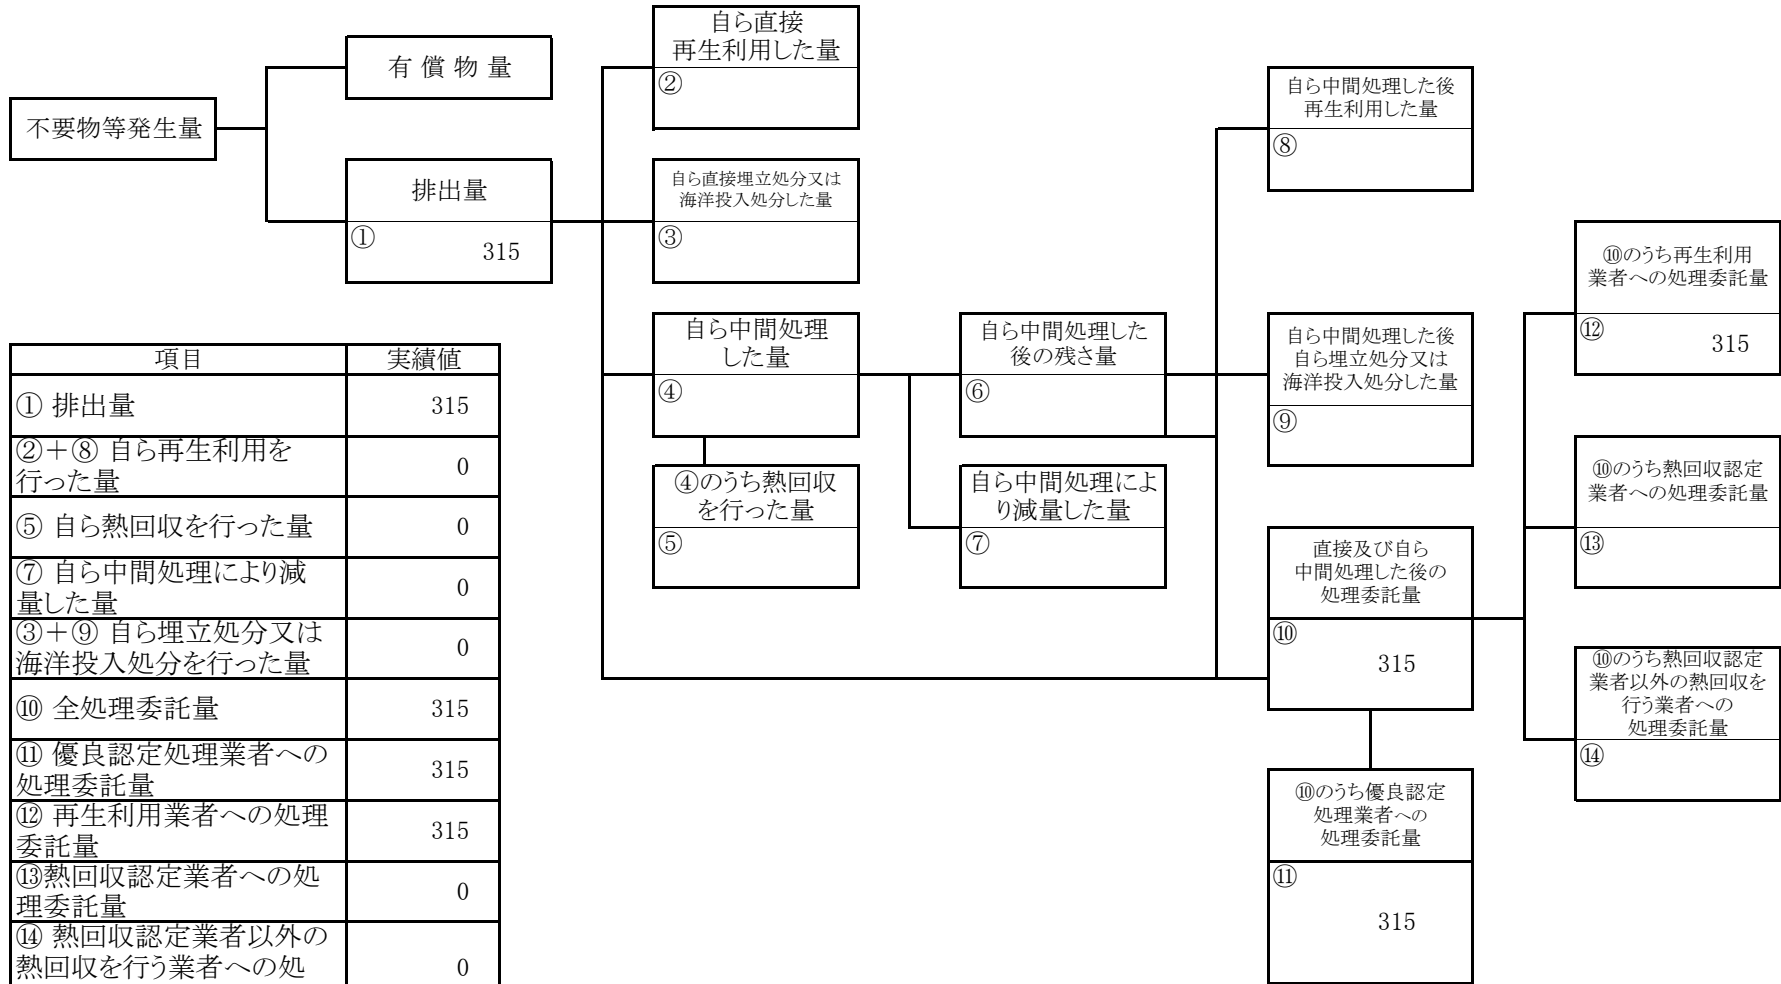 不要物等発生量
有 償 物 量
排出量
①
315
自ら直接
再生利用した量
②
自ら直接埋立処分又は
海洋投入処分した量
③
自ら中間処理
した量
④
④のうち熱回収
を行った量
⑤
自ら中間処理した
後の残さ量
⑥
自ら中間処理によ
り減量した量
⑦
自ら中間処理した後
再生利用した量
⑧
自ら中間処理した後
自ら埋立処分又は
海洋投入処分した量
⑨
直接及び自ら
中間処理した後の
処理委託量
⑩
315
⑩のうち優良認定
処理業者への
処理委託量
⑪
315
⑩のうち再生利用
業者への処理委託量
⑫
315
⑩のうち熱回収認定
業者への処理委託量
⑬
⑩のうち熱回収認定
業者以外の熱回収を
行う業者への
処理委託量
⑭
項目 実績値
① 排出量 315
②+⑧ 自ら再生利用を
行った量 0
⑤ 自ら熱回収を行った量 0
⑦ 自ら中間処理により減
量した量 0
③+⑨ 自ら埋立処分又は
海洋投入処分を行った量 0
⑩ 全処理委託量 315
⑪ 優良認定処理業者への
処理委託量 315
⑫ 再生利用業者への処理
委託量 315
⑬熱回収認定業者への処
理委託量 0
⑭ 熱回収認定業者以外の
熱回収を行う業者への処 0